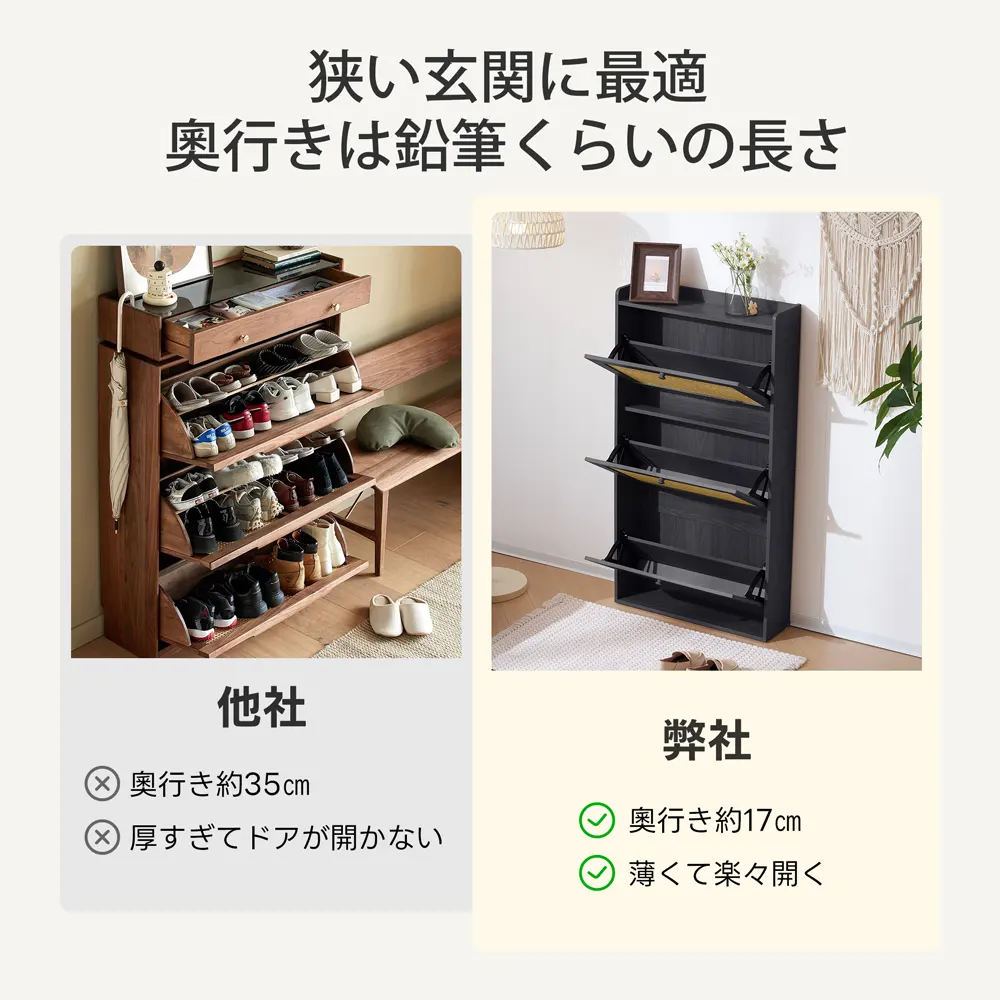 狭い玄関に最適
奥行きは鉛筆くらいの長さ
他社
奥行き約35㎝
厚すぎてドアが開かない
弊社
奥行き約17㎝
薄くて楽々開く